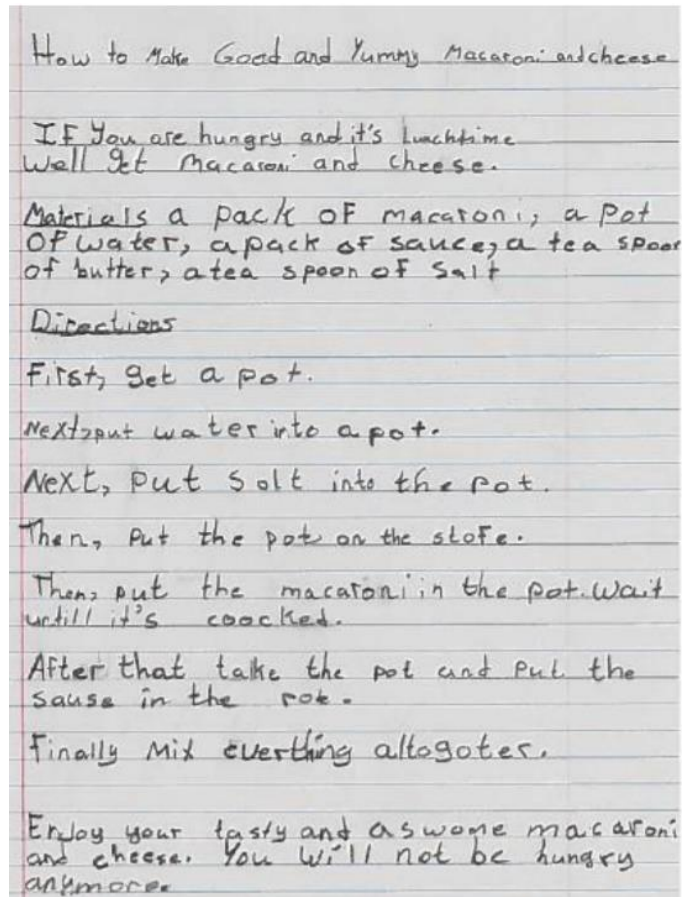 How to Make Good and Yummy Macaroni and cheese
If You are hungry and it's lunchtime
Well get macaroni and cheese.
Materials a pack of macaroni, a pot
of water, a pack of sauce, a tea spoon
of butter, a tea spoon of salt
Directions
First, get a pot.
Next, put water into a pot.
Next, put salt into the pot.
Then, put the pot on the stofe.
Then, put the macaroni in the pot. Wait
untill it's coocked.
After that take the pot and put the
sause in the pot.
Finally mix everthing altogoter.
Enjoy your tasty and aswome macaroni
and cheese. You will not be hungry
anymore.